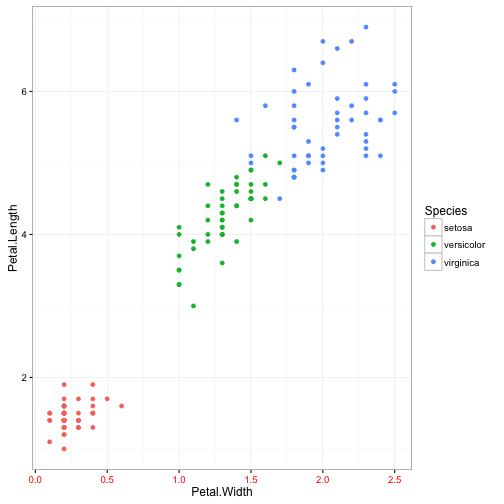 6
4
2
Petal.Length
0.0 0.5 1.0 1.5 2.0 2.5
Petal.Width
Species
setosa
versicolor
virginica